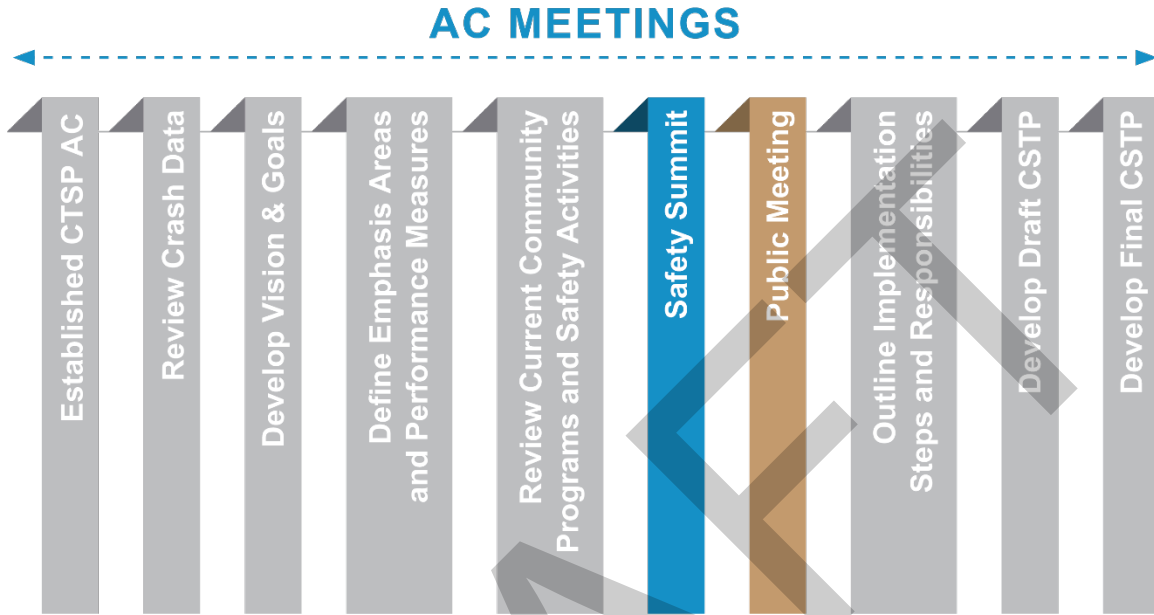 AC MEETINGS
Established CTSP AC
Review Crash Data
Develop Vision & Goals
Define Emphasis Areas
and Performance Measures
Review Current Community
Programs and Safety Activities
Safety Summit
Public Meeting
Outline Implementation
Steps and Responsibilities
Develop Draft CSTP
Develop Final CSTP